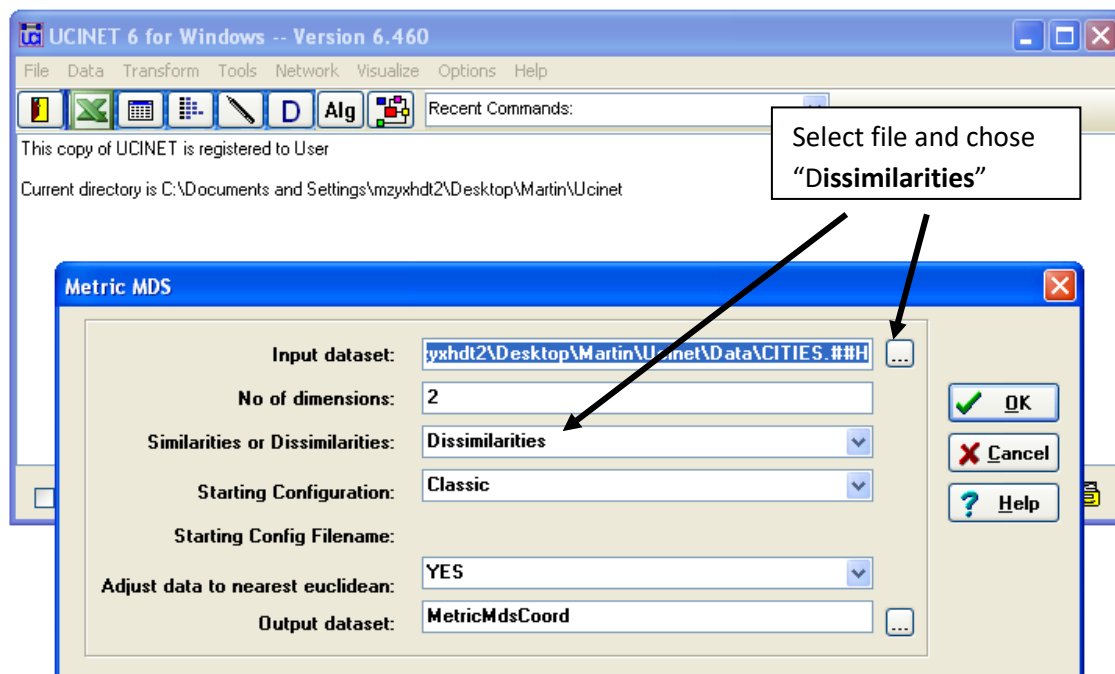 UCINET 6 for Windows -- Version 6.460
File Data Transform Tools Network Visualize Options Help
D Alg Recent Commands:
This copy of UCINET is registered to User
Current directory is C:\Documents and Settings\mzyxhdt2\Desktop\Martin\Ucinet
Select file and chose
“Dissimilarities”
Metric MDS
Input dataset: yxhdt2\Desktop\Martin\Ucinet\Data\CITIES.##H ...
No of dimensions: 2
OK
Similarities or Dissimilarities: Dissimilarities
Cancel
Starting Configuration: Classic
? Help
Starting Config Filename:
Adjust data to nearest euclidean: YES
Output dataset: MetricMdsCoord ...